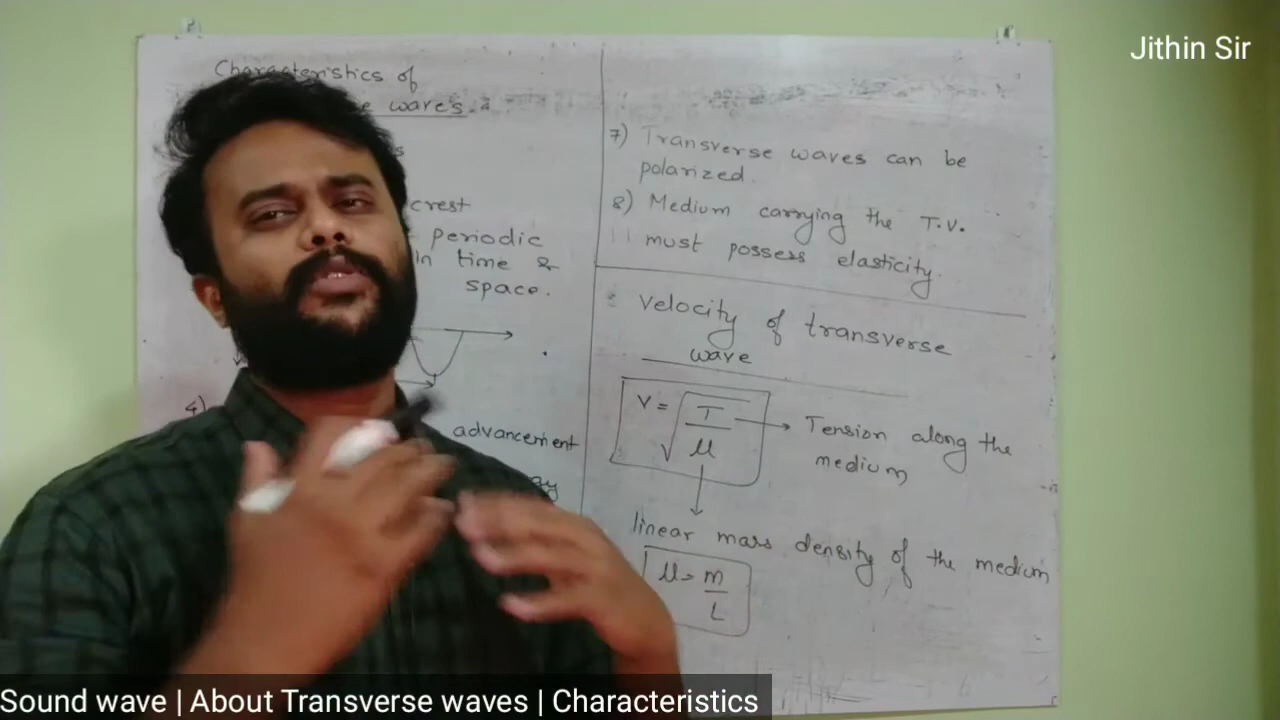 Jithin Sir
Characteristics of
waves.
crest
periodic
in time &
space.
4)
advancement
7) Transverse waves can be
polarized.
8) Medium carrying the T.V.
must possess elasticity.
Velocity of transverse
wave
V = √T/μ → Tension along the
medium
linear mass density of the medium
μ = m/L
Sound wave | About Transverse waves | Characteristics